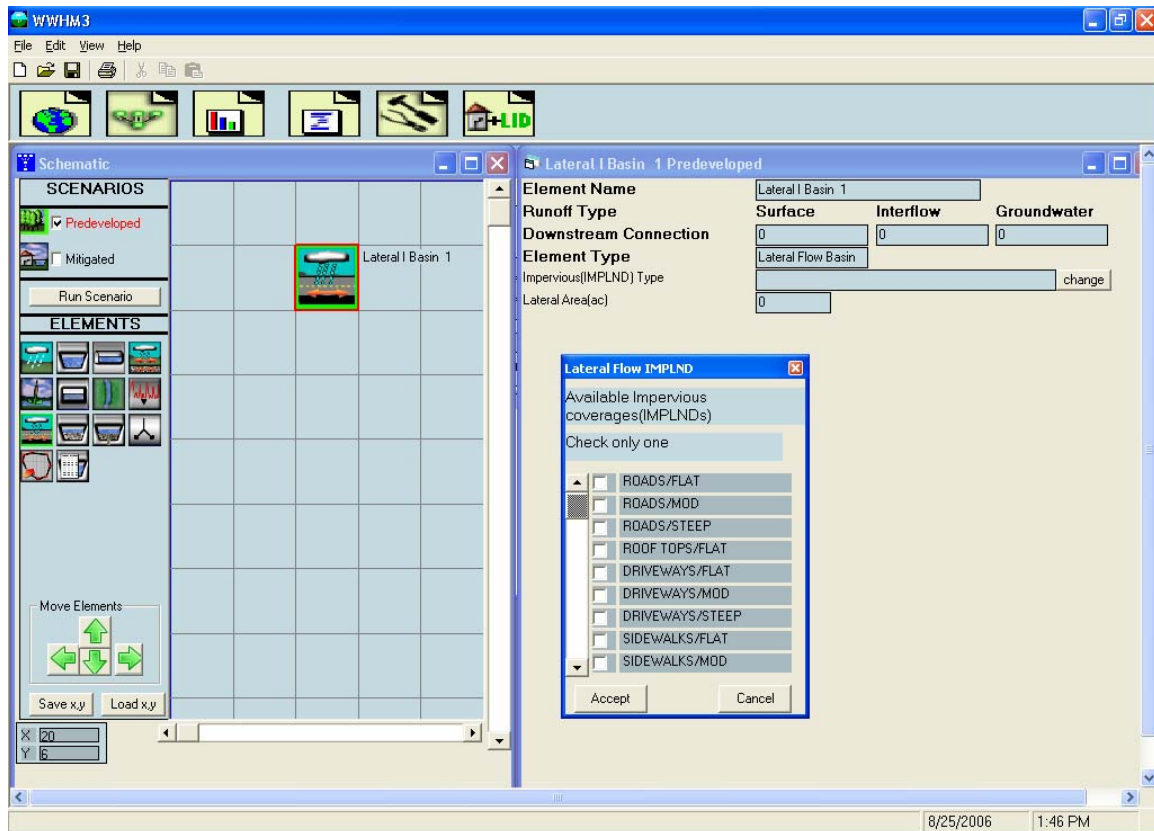 WWHM3
File Edit View Help
+LID
Schematic
SCENARIOS
Predeveloped
Mitigated
Run Scenario
ELEMENTS
Move Elements
Save x,y Load x,y
X 20
Y 6
Lateral I Basin 1
Lateral I Basin 1 Predeveloped
Element Name Lateral I Basin 1
Runoff Type Surface Interflow Groundwater
Downstream Connection 0 0 0
Element Type Lateral Flow Basin
Impervious(IMPLND) Type change
Lateral Area(ac) 0
Lateral Flow IMPLND
Available Impervious
coverages(IMPLNDs)
Check only one
ROADS/FLAT
ROADS/MOD
ROADS/STEEP
ROOF TOPS/FLAT
DRIVEWAYS/FLAT
DRIVEWAYS/MOD
DRIVEWAYS/STEEP
SIDEWALKS/FLAT
SIDEWALKS/MOD
Accept Cancel
8/25/2006 1:46 PM